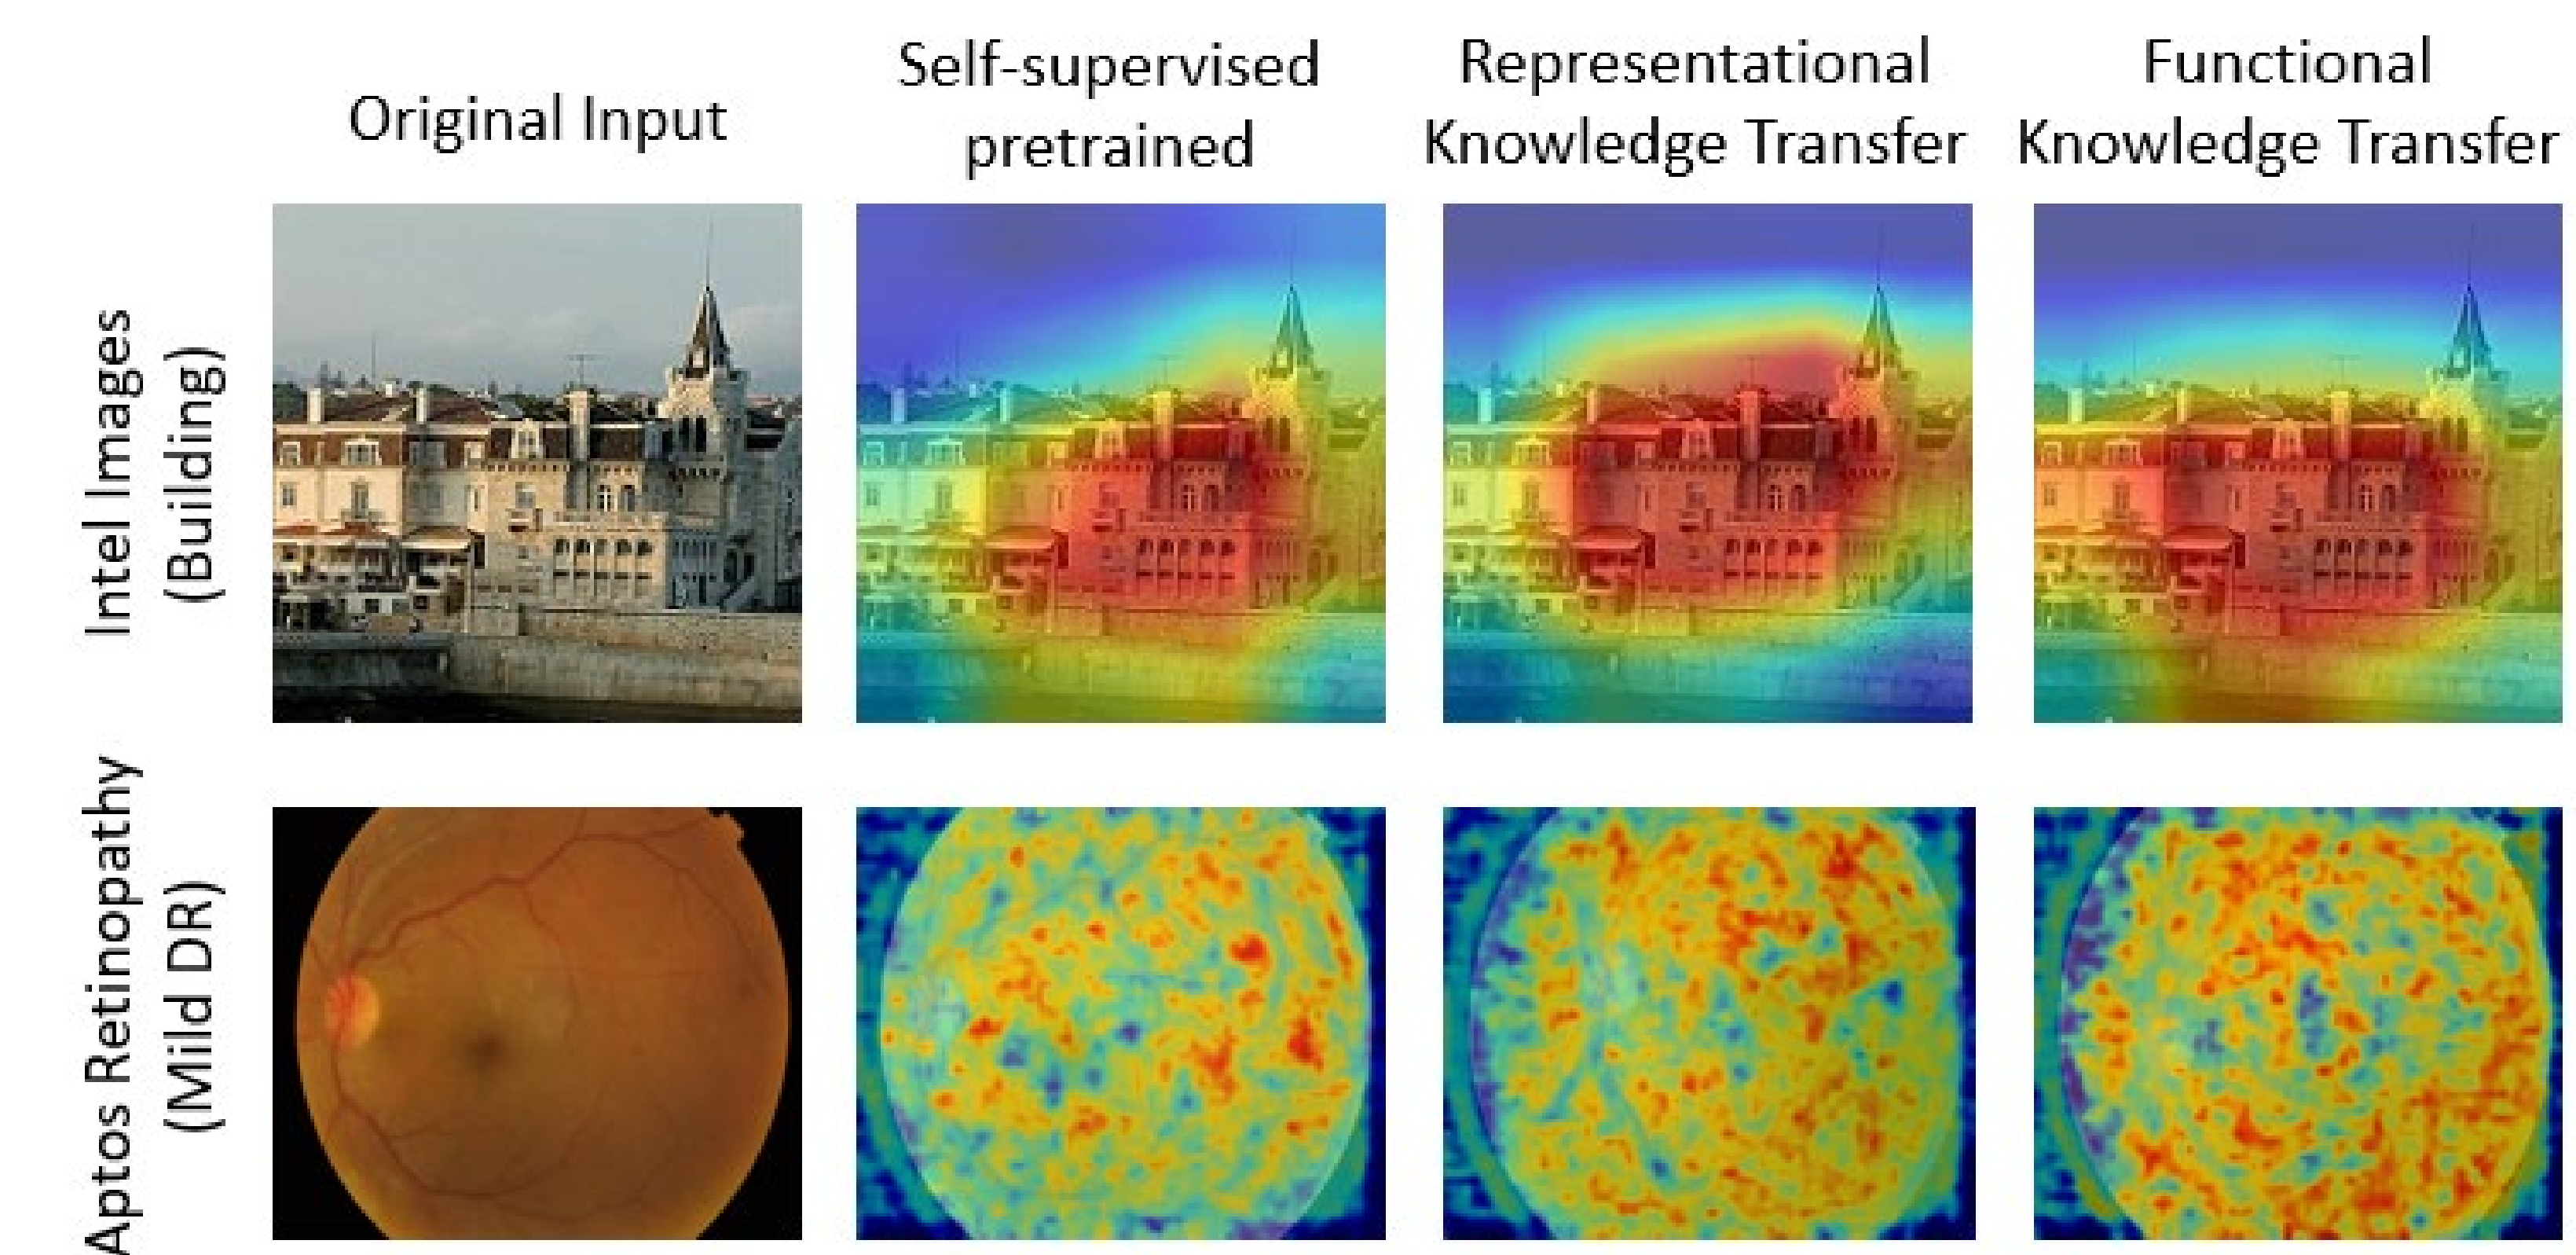 Original Input
Self-supervised
pretrained
Representational
Knowledge Transfer
Functional
Knowledge Transfer
Intel Images
(Building)
Aptos Retinopathy
(Mild DR)